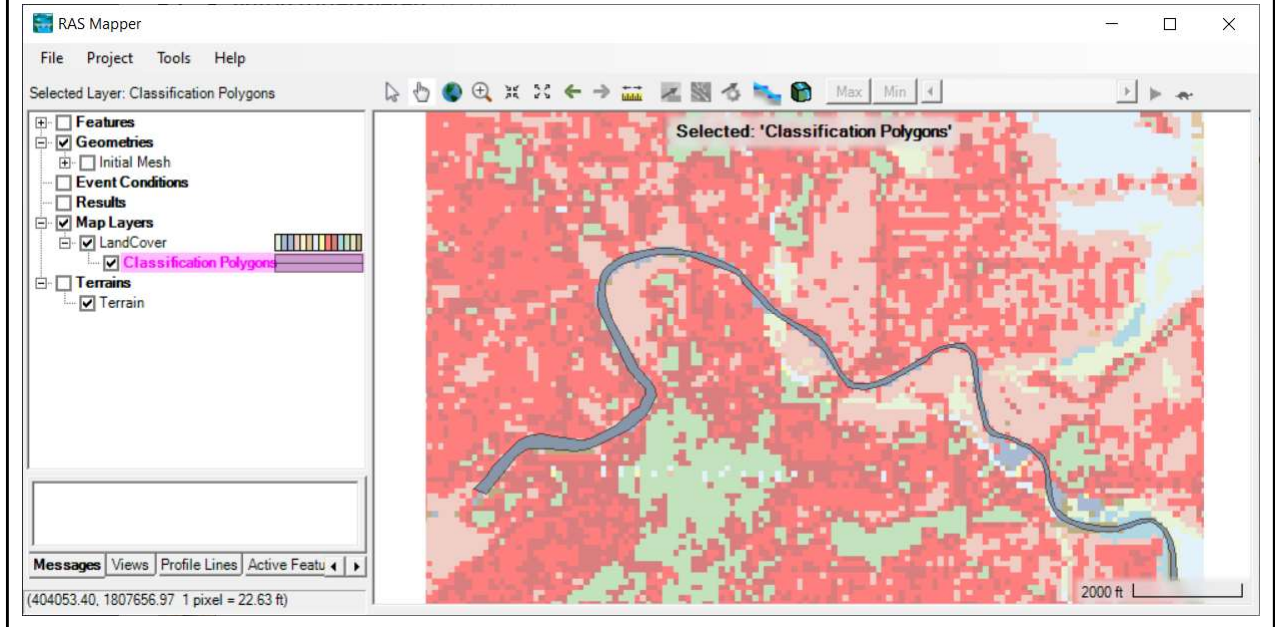 RAS Mapper
File Project Tools Help
Selected Layer: Classification Polygons
Max Min
Features
Geometries
Initial Mesh
Event Conditions
Results
Map Layers
LandCover
Classification Polygons
Terrains
Terrain
Selected: 'Classification Polygons'
Messages Views Profile Lines Active Featu
(404053.40, 1807656.97 1 pixel = 22.63 ft)
2000 ft